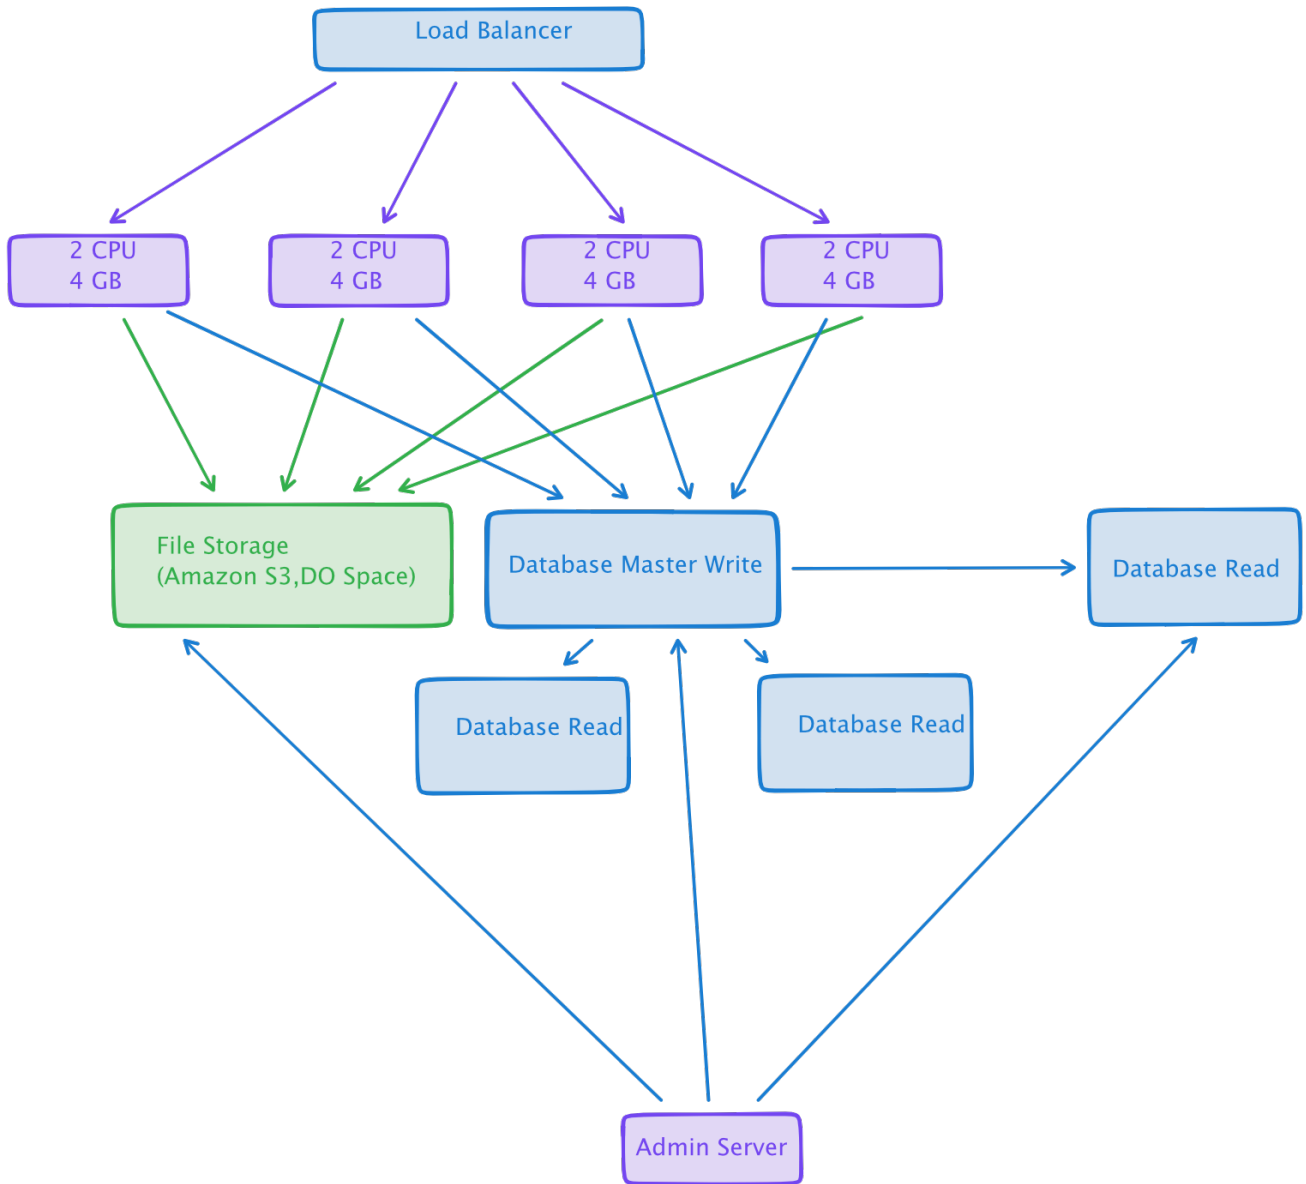 Load Balancer
2 CPU
4 GB
2 CPU
4 GB
2 CPU
4 GB
2 CPU
4 GB
File Storage
(Amazon S3,DO Space)
Database Master Write
Database Read
Database Read
Database Read
Admin Server